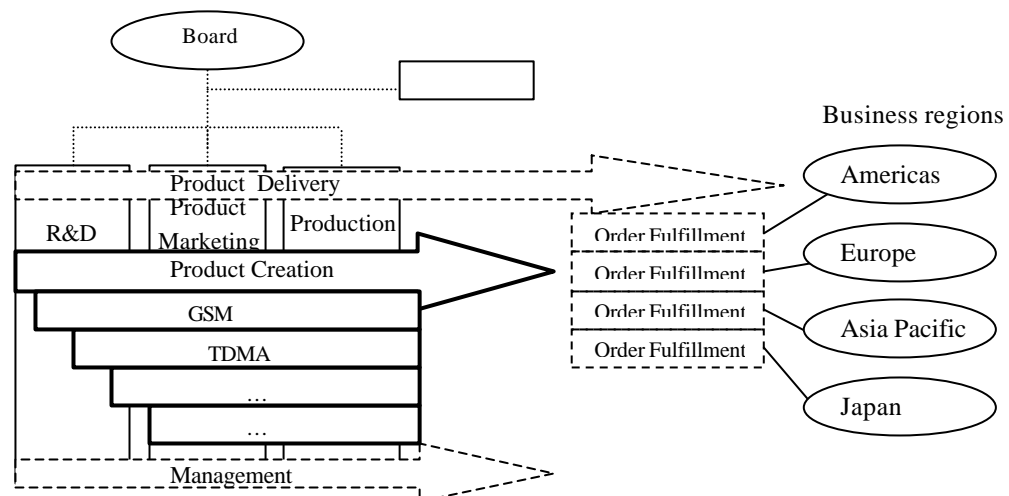 Board
Business regions
Americas
Product Delivery
Product
Marketing
R&D
Production
Order Fulfillment
Europe
Product Creation
Order Fulfillment
GSM
Order Fulfillment
Asia Pacific
TDMA
Order Fulfillment
...
Japan
...
Management